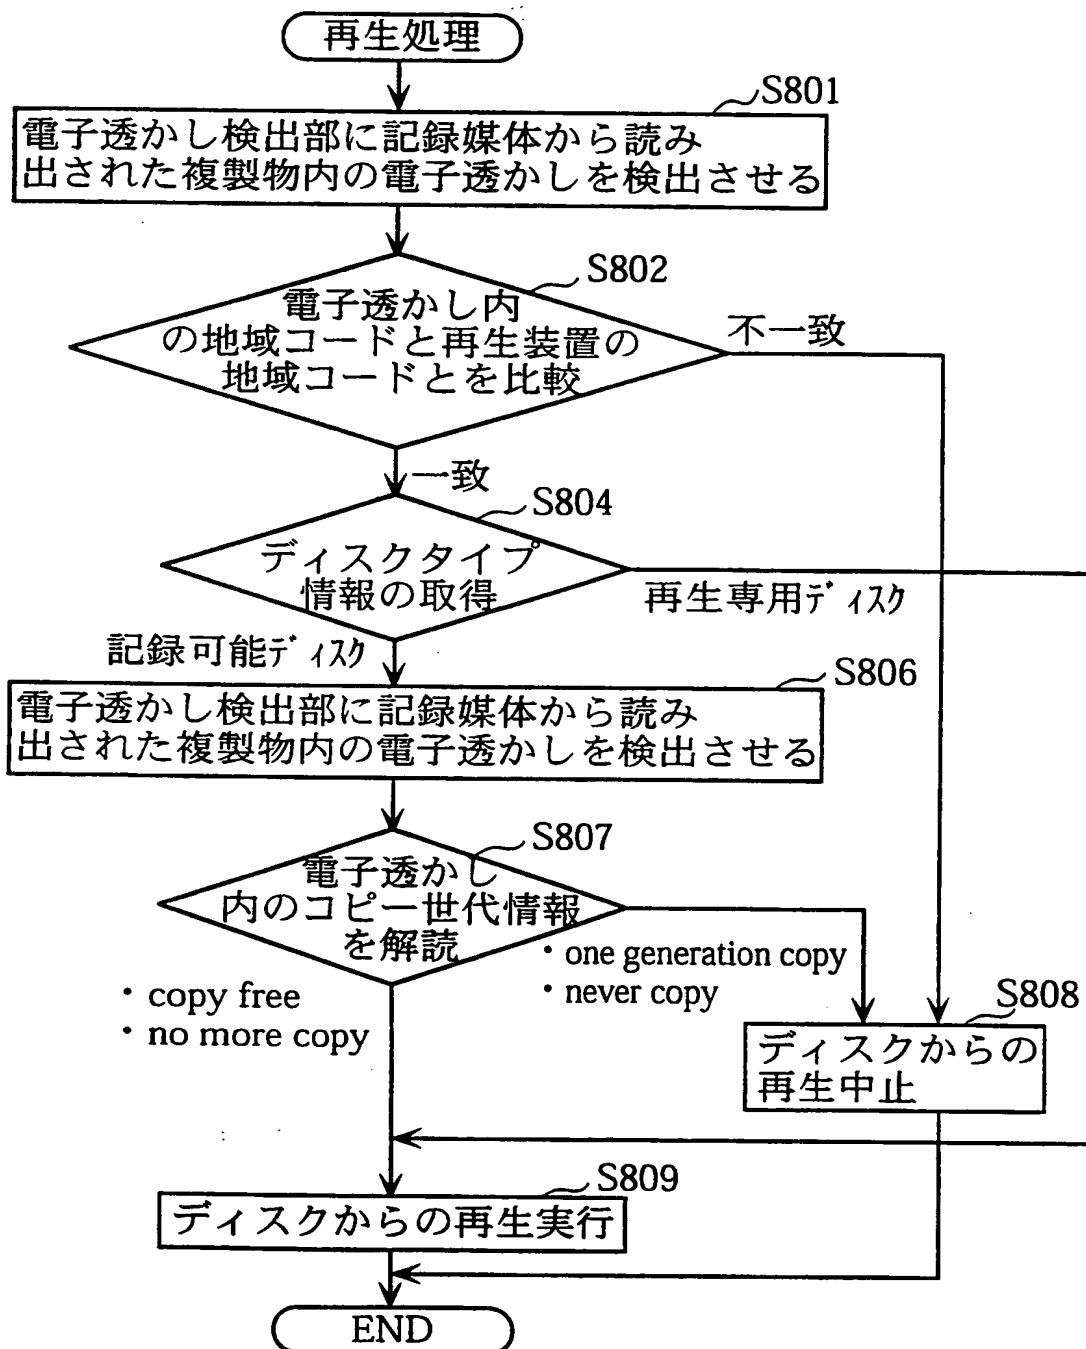 再生処理
S801
電子透かし検出部に記録媒体から読み
出された複製物内の電子透かしを検出させる
S802
電子透かし内
の地域コードと再生装置の
地域コードとを比較
不一致
一致
S804
ディスクタイプ
情報の取得
再生専用ディスク
記録可能ディスク
S806
電子透かし検出部に記録媒体から読み
出された複製物内の電子透かしを検出させる
S807
電子透かし
内のコピー世代情報
を解読
・one generation copy
・never copy
・copy free
・no more copy
S808
ディスクからの
再生中止
S809
ディスクからの再生実行
END